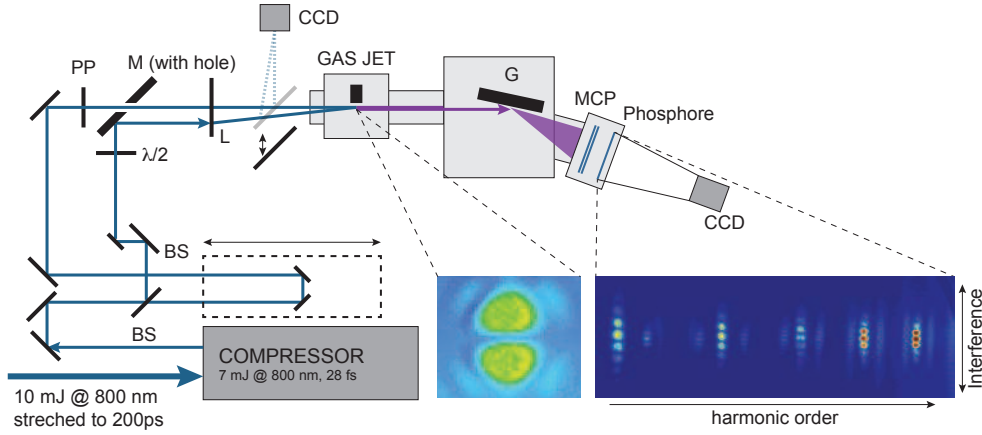 CCD
GAS JET
M (with hole)
PP
G
MCP
Phosphore
L
λ/2
CCD
BS
BS
COMPRESSOR
7 mJ @ 800 nm, 28 fs
10 mJ @ 800 nm
streched to 200ps
Interference
harmonic order